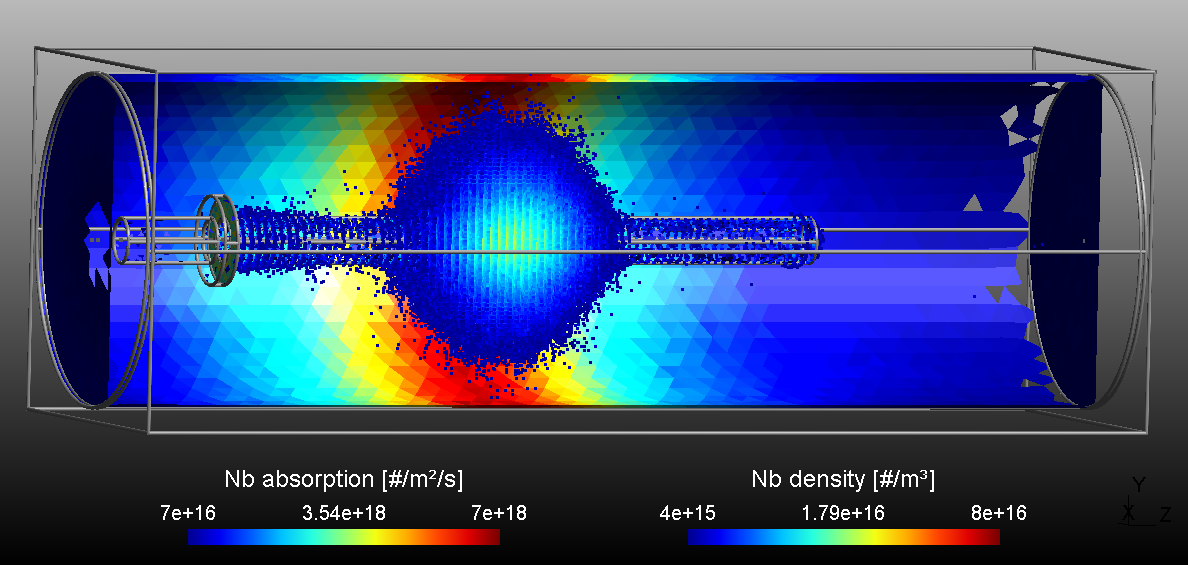 Nb absorption [#/m²/s]
7e+16 3.54e+18 7e+18
Nb density [#/m³]
4e+15 1.79e+16 8e+16
Y
X Z